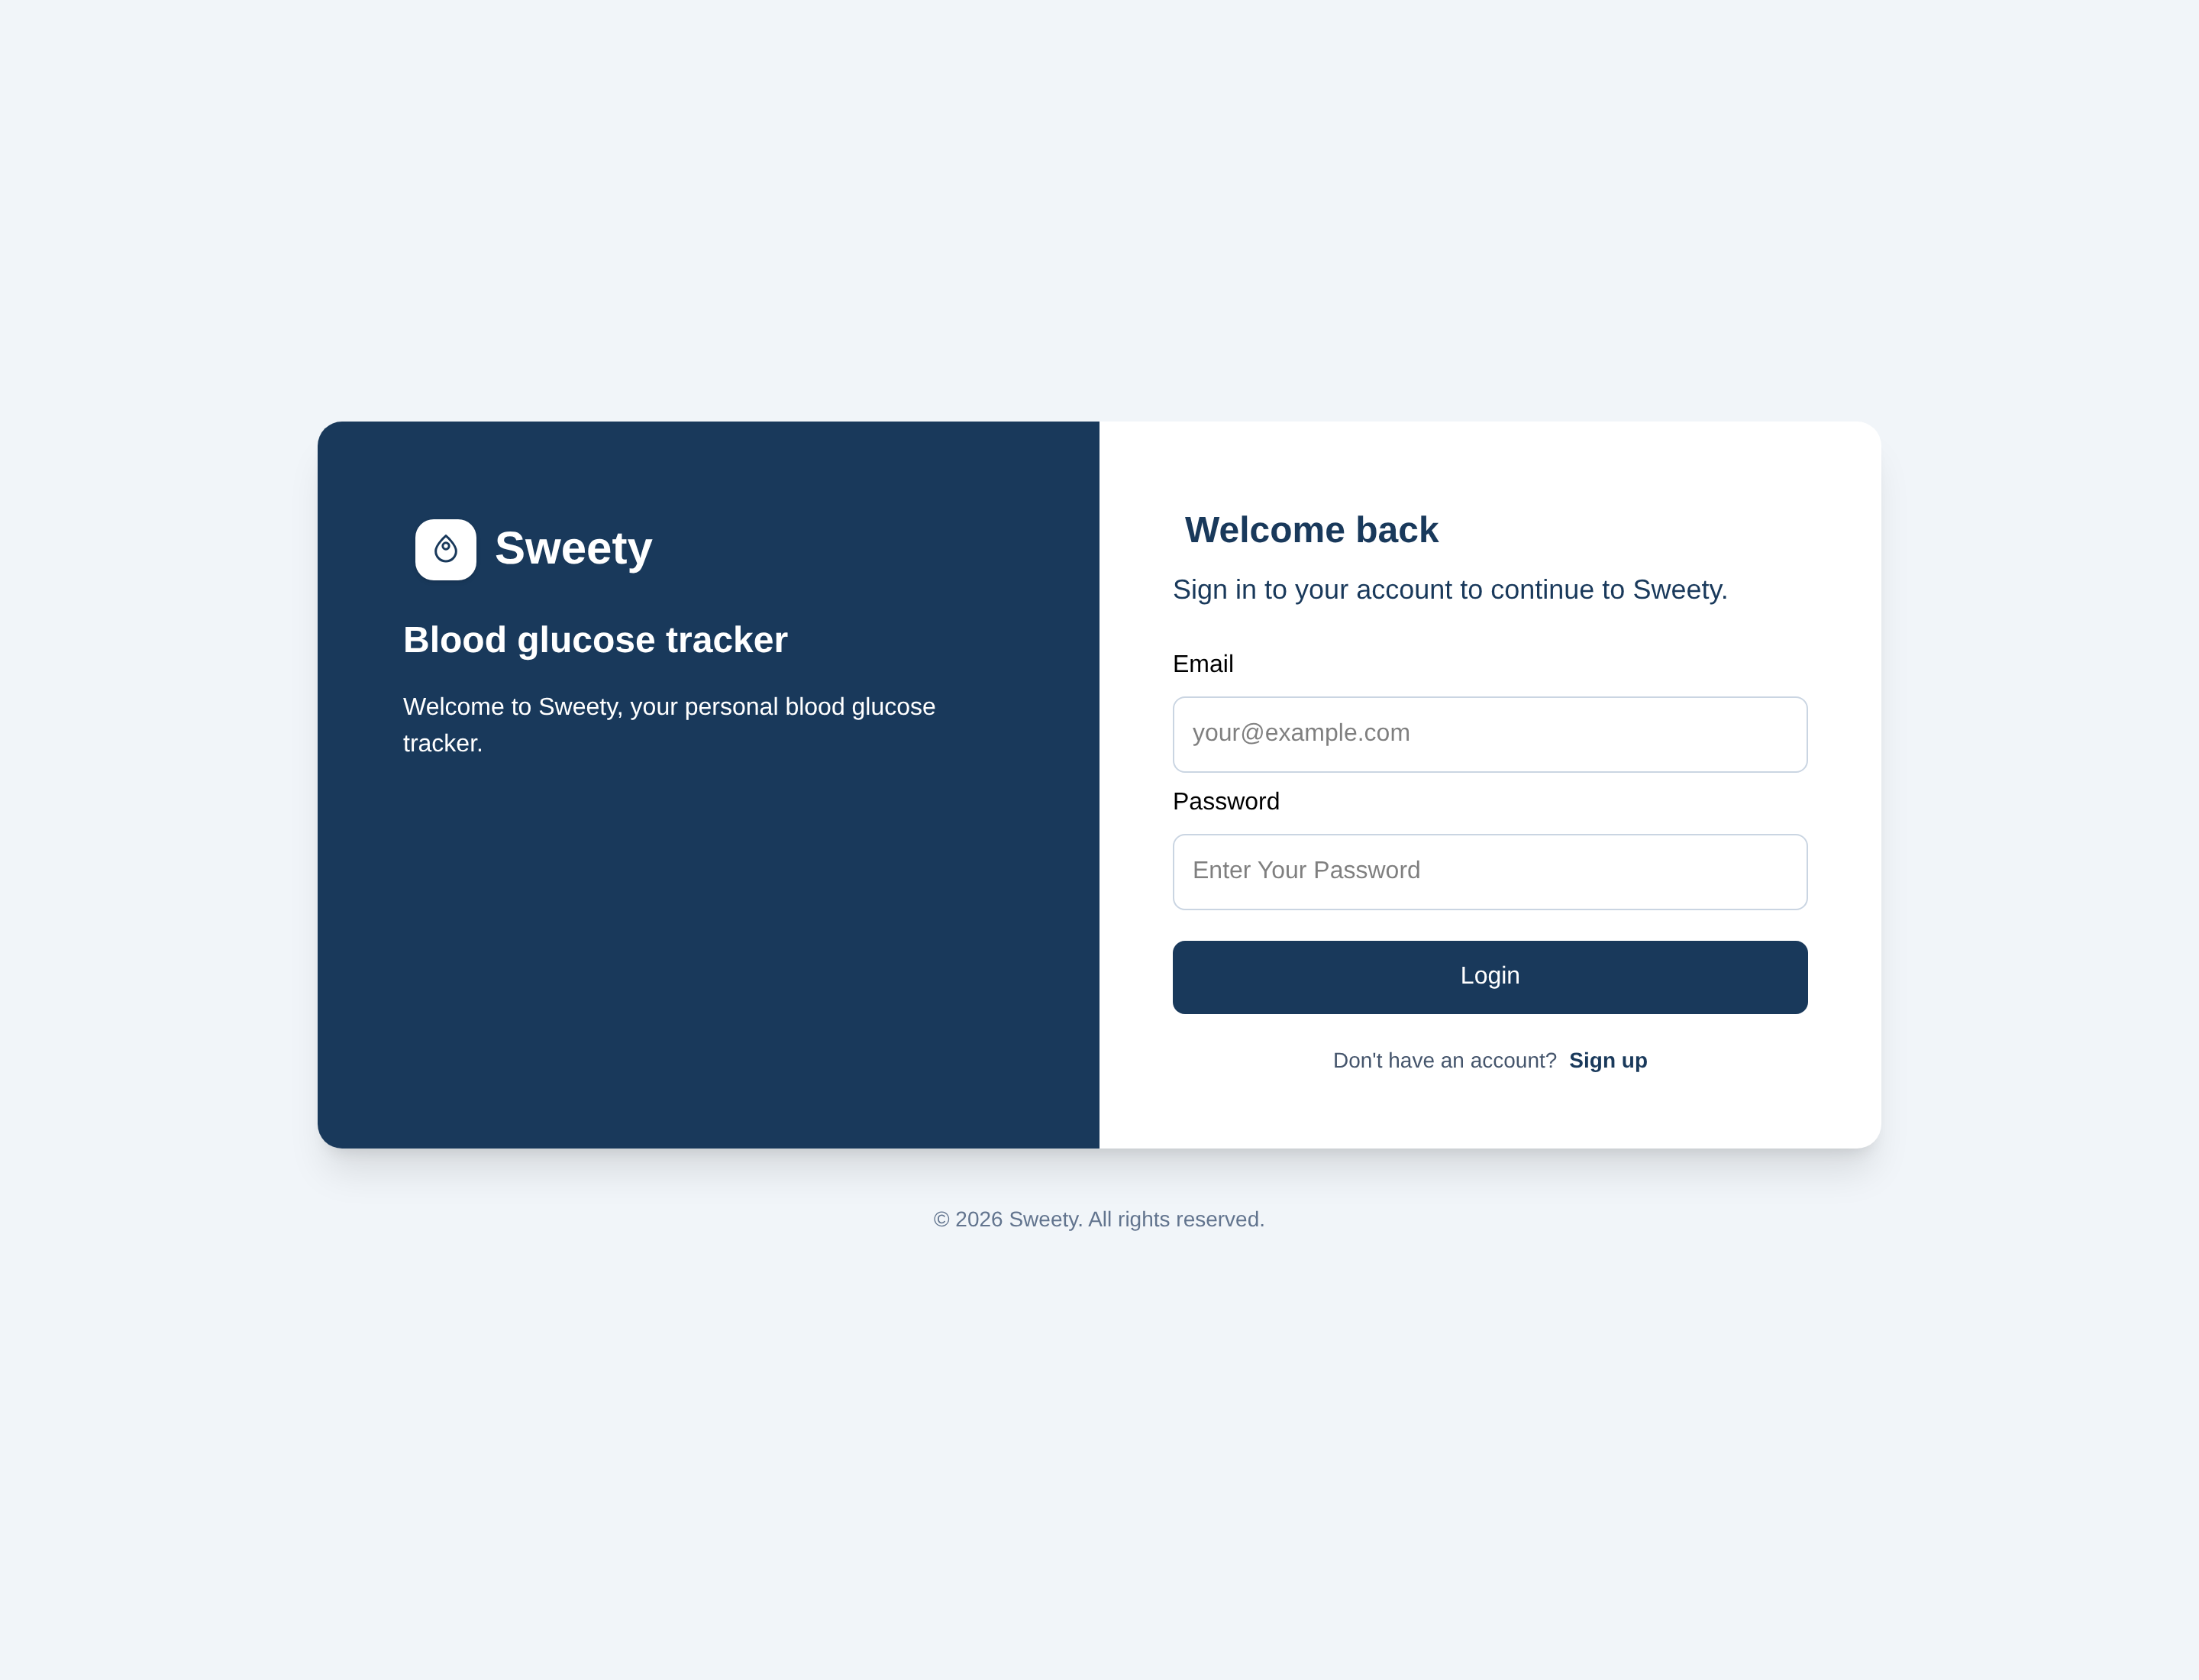 Sweety
Blood glucose tracker
Welcome to Sweety, your personal blood glucose
tracker.
Welcome back
Sign in to your account to continue to Sweety.
Email
your@example.com
Password
Enter Your Password
Login
Don't have an account? Sign up
© 2026 Sweety. All rights reserved.